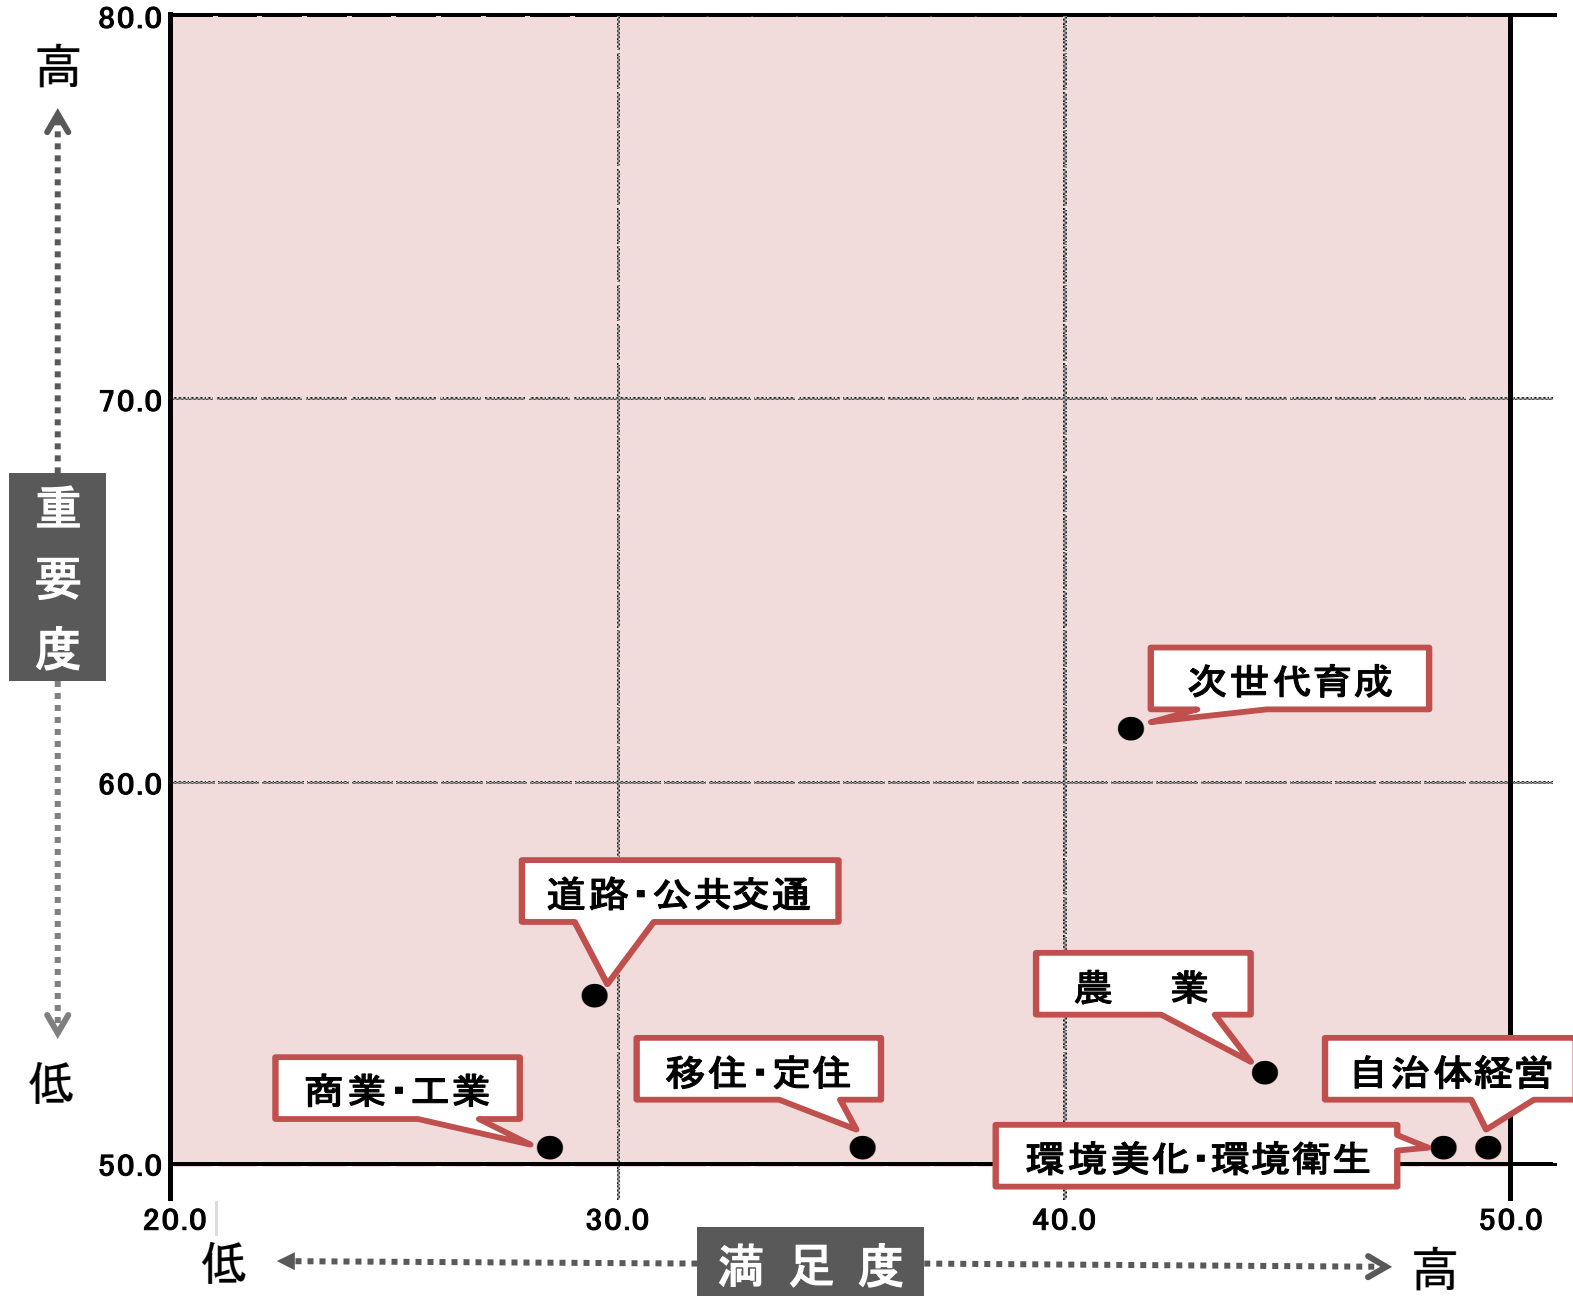 80.0
高
70.0
重要度
次世代育成
60.0
道路・公共交通
農　業
移住・定住
自治体経営
商業・工業
環境美化・環境衛生
低
50.0
20.0
30.0
40.0
50.0
低
満足度
高